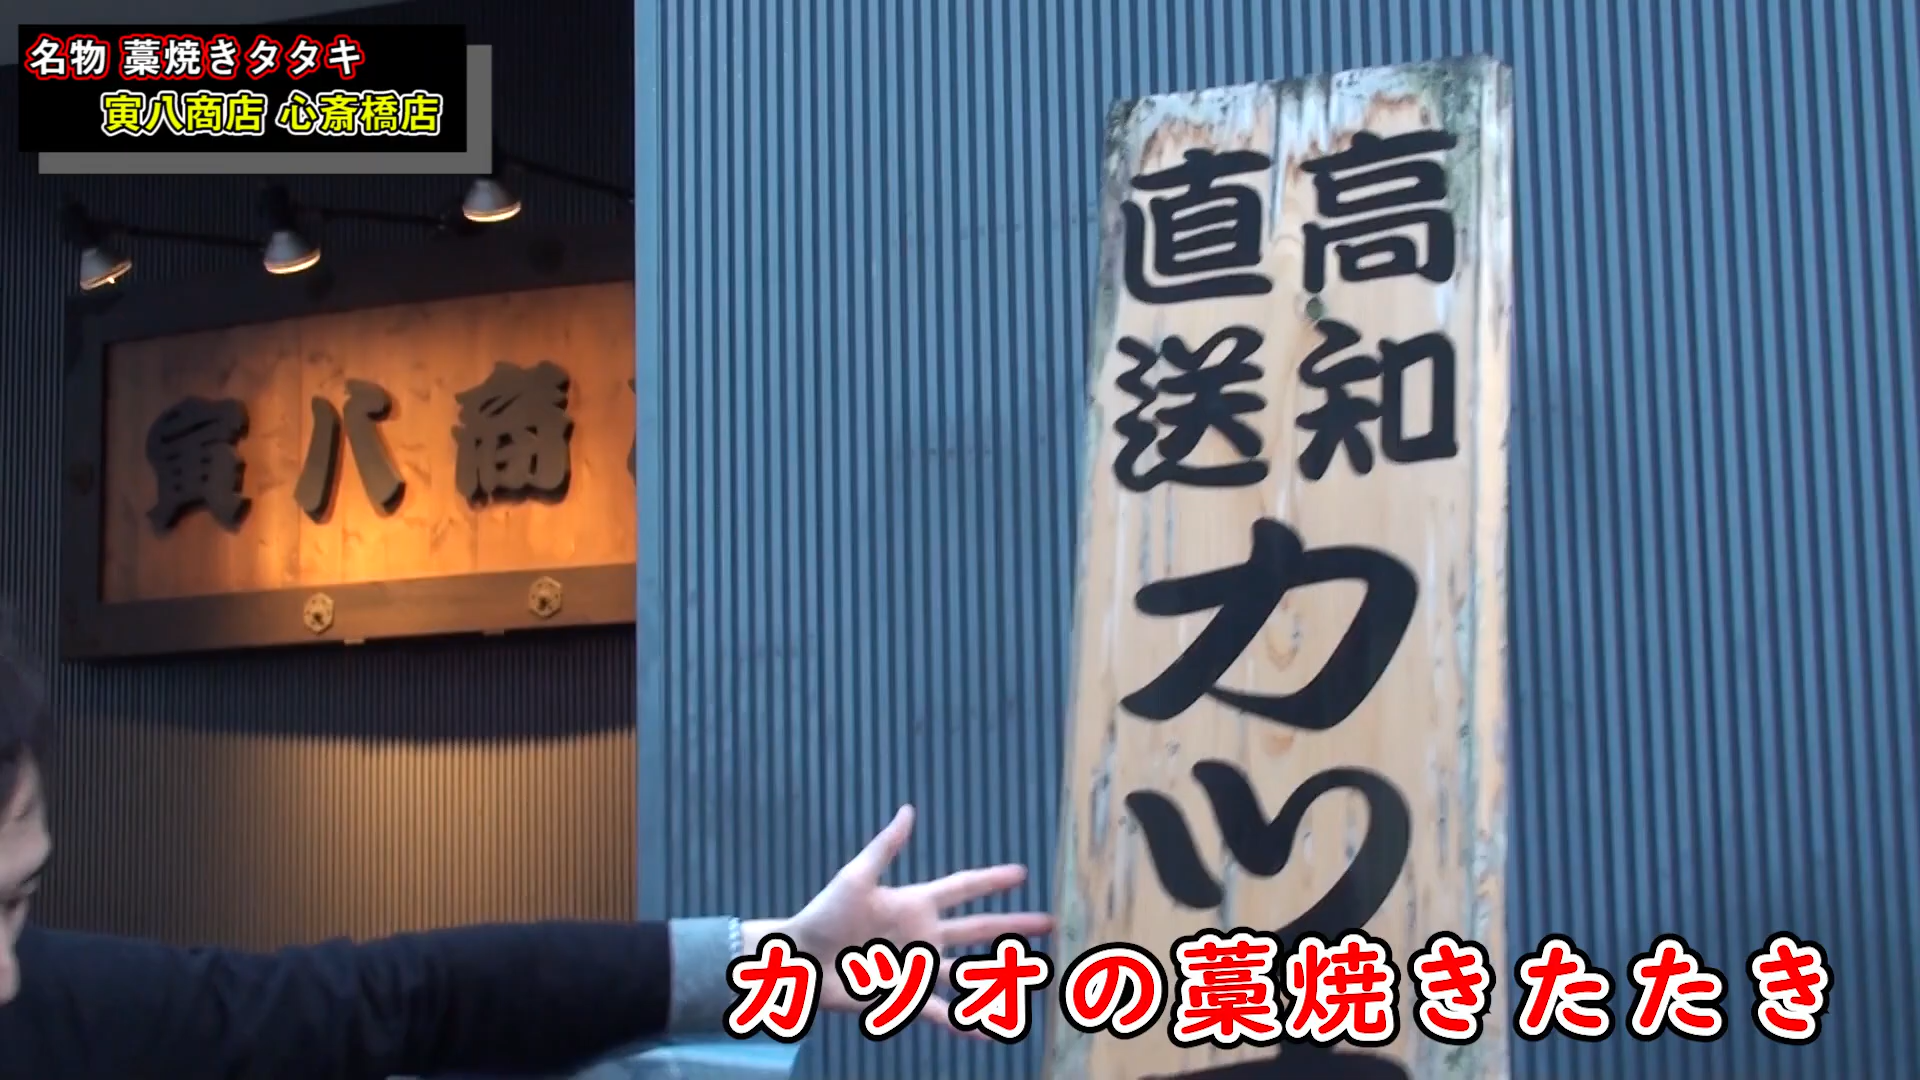 名物 藁焼きタタキ
寅八商店 心斎橋店
寅八商
高知
直送
カツ
カツオの藁焼きたたき